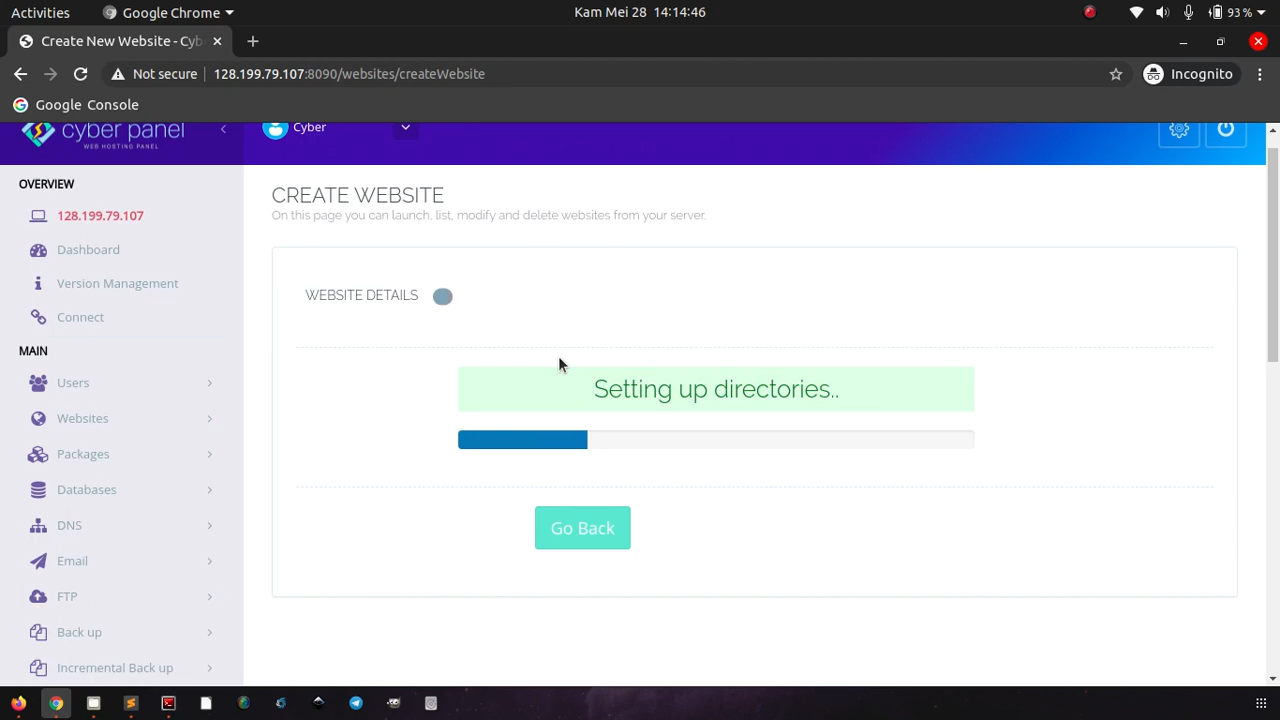 Activities Google Chrome Kam Mei 28 14:14:46 93 %
Create New Website - Cyb
Not secure 128.199.79.107:8090/websites/createWebsite Incognito
Google Console
cyber panel
WEB HOSTING PANEL
Cyber
OVERVIEW
128.199.79.107
Dashboard
Version Management
Connect
MAIN
Users
Websites
Packages
Databases
DNS
Email
FTP
Back up
Incremental Back up
CREATE WEBSITE
On this page you can launch, list, modify and delete websites from your server.
WEBSITE DETAILS
Setting up directories..
Go Back